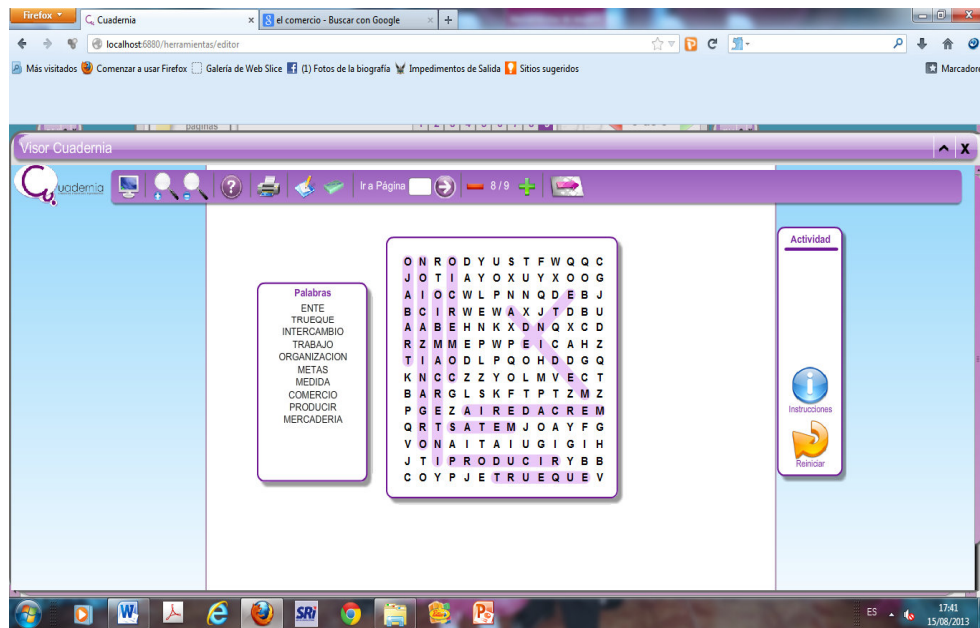 Firefox
Cuadernia
el comercio - Buscar con Google
localhost:6880/herramientas/editor
Más visitados Comenzar a usar Firefox Galería de Web Slice (1) Fotos de la biografía Impedimentos de Salida Sitios sugeridos Marcadore
Visor Cuadernia X
Cuadernia Ir a Página 8 / 9
Actividad
Palabras
ENTE
TRUEQUE
INTERCAMBIO
TRABAJO
ORGANIZACION
METAS
MEDIDA
COMERCIO
PRODUCIR
MERCADERIA
O N R O D Y U S T F W Q Q C
J O T I A Y O X U Y X O O G
A I O C W L P N N Q D E B J
B C I R W E W A X J T D B U
A A B E H N K X D N Q X C D
R Z M M E P W P E I C A H Z
T I A O D L P Q O H D D G Q
K N C C Z Z Y O L M V E C T
B A R G L S K F T P T Z M Z
P G E Z A I R E D A C R E M
Q R T S A T E M J O A Y F G
V O N A I T A I U G I G I H
J T I P R O D U C I R Y B B
C O Y P J E T R U E Q U E V
Instrucciones
Reiniciar
ES 17:41
15/08/2013